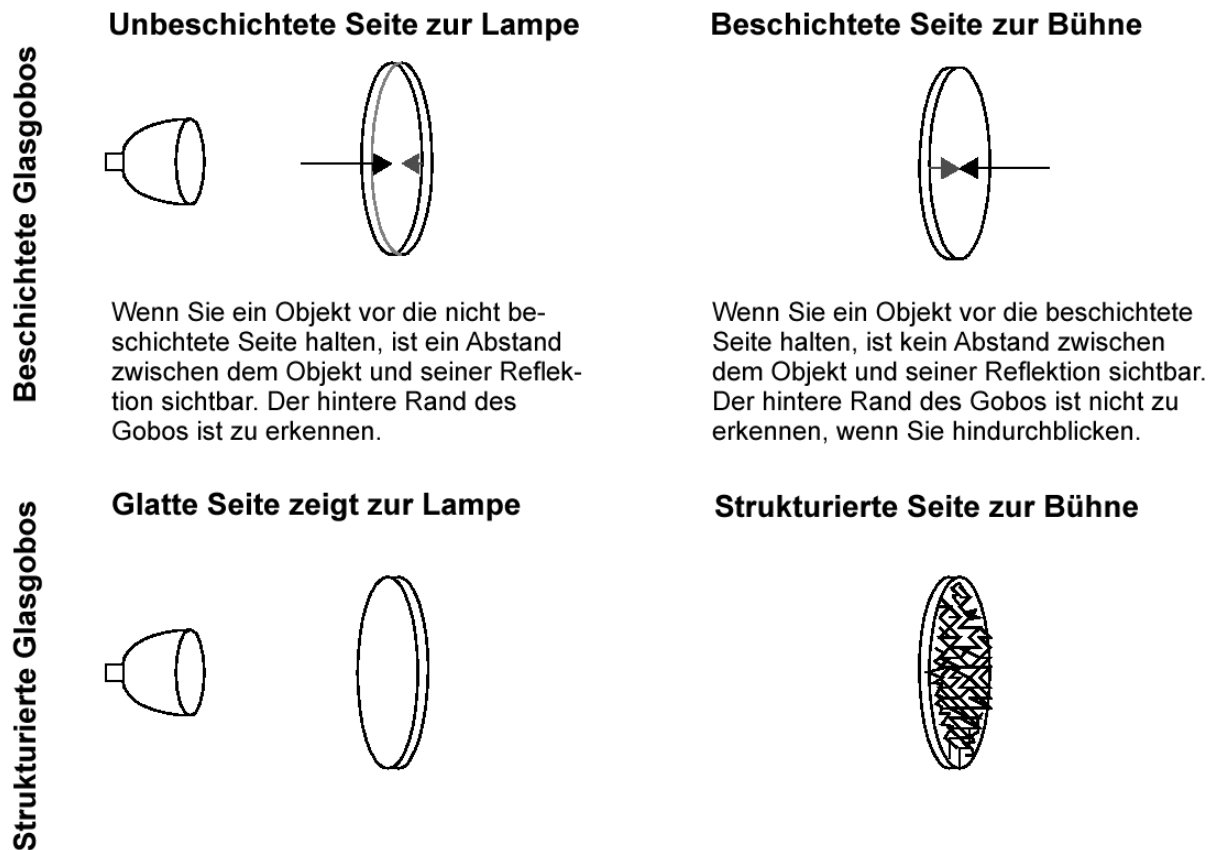 Beschichtete Glasgobos
Unbeschichtete Seite zur Lampe
Wenn Sie ein Objekt vor die nicht be-
schichtete Seite halten, ist ein Abstand
zwischen dem Objekt und seiner Reflek-
tion sichtbar. Der hintere Rand des
Gobos ist zu erkennen.
Beschichtete Seite zur Bühne
Wenn Sie ein Objekt vor die beschichtete
Seite halten, ist kein Abstand zwischen
dem Objekt und seiner Reflektion sichtbar.
Der hintere Rand des Gobos ist nicht zu
erkennen, wenn Sie hindurchblicken.
Strukturierte Glasgobos
Glatte Seite zeigt zur Lampe
Strukturierte Seite zur Bühne